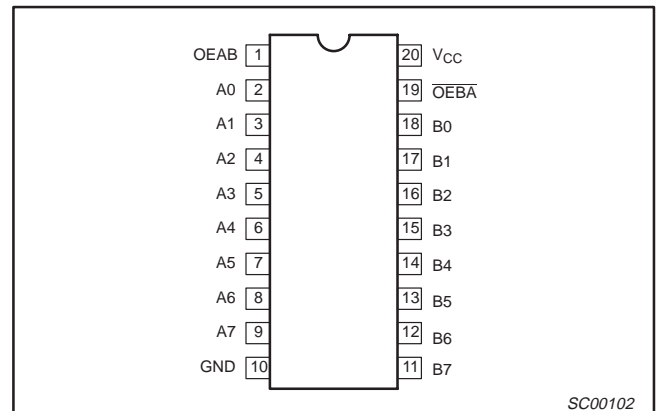 OEAB 1 20 VCC
A0 2 19 O̅E̅B̅A̅
A1 3 18 B0
A2 4 17 B1
A3 5 16 B2
A4 6 15 B3
A5 7 14 B4
A6 8 13 B5
A7 9 12 B6
GND 10 11 B7
SC00102